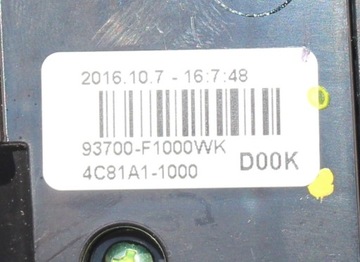 2016.10.7 - 16:7:48
93700-F1000WK
4C81A1-1000
D00K